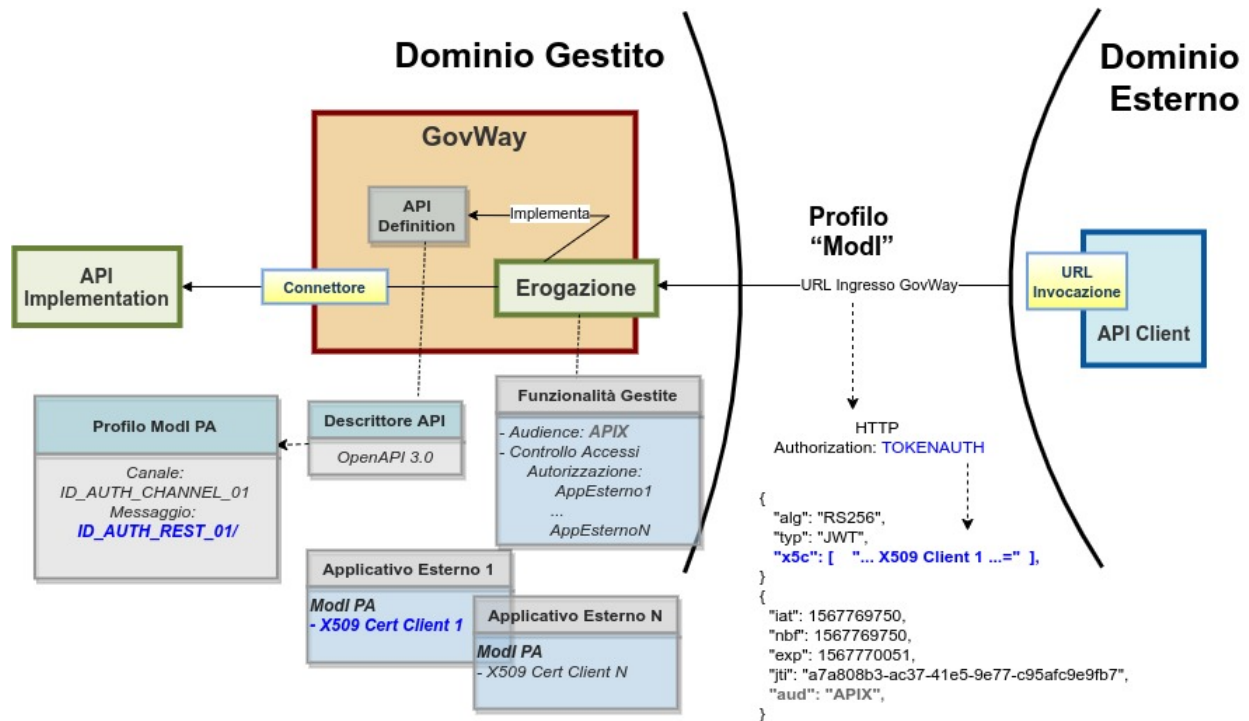 Dominio Gestito
Dominio
Esterno
GovWay
API
Definition
Implementa
Profilo
“ModI”
API
Implementation
Connettore
Erogazione
URL Ingresso GovWay
URL
Invocazione
API Client
Profilo ModI PA
Canale:
ID_AUTH_CHANNEL_01
Messaggio:
ID_AUTH_REST_01/
Descrittore API
OpenAPI 3.0
Funzionalità Gestite
- Audience: APIX
- Controllo Accessi
Autorizzazione:
AppEsterno1
...
AppEsternoN
Applicativo Esterno 1
ModI PA
- X509 Cert Client 1
Applicativo Esterno N
ModI PA
- X509 Cert Client N
HTTP
Authorization: TOKENAUTH
{
"alg": "RS256",
"typ": "JWT",
"x5c": [ "... X509 Client 1 ...=" ],
}
{
"iat": 1567769750,
"nbf": 1567769750,
"exp": 1567770051,
"jti": "a7a808b3-ac37-41e5-9e77-c95afc9e9fb7",
"aud": "APIX",
}